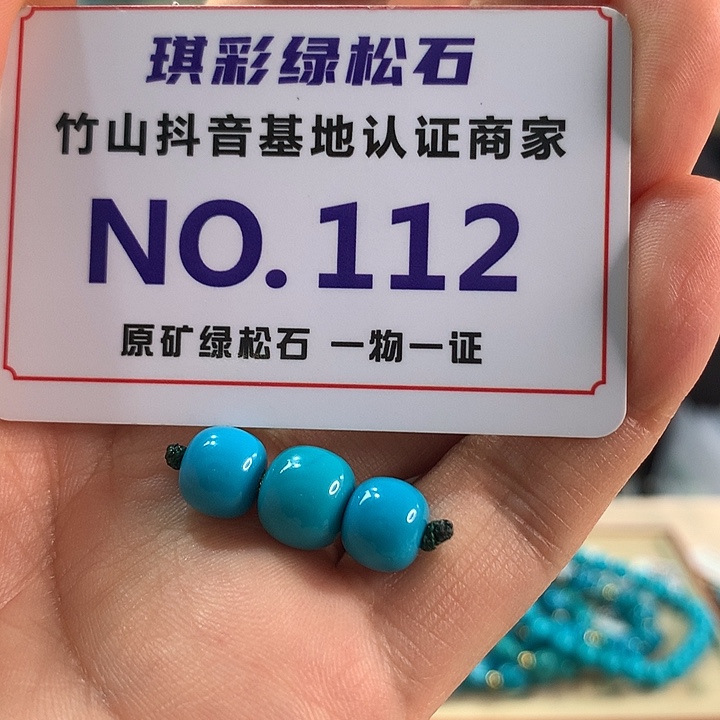 琪彩绿松石
竹山抖音基地认证商家
NO.112
原矿绿松石 一物一证